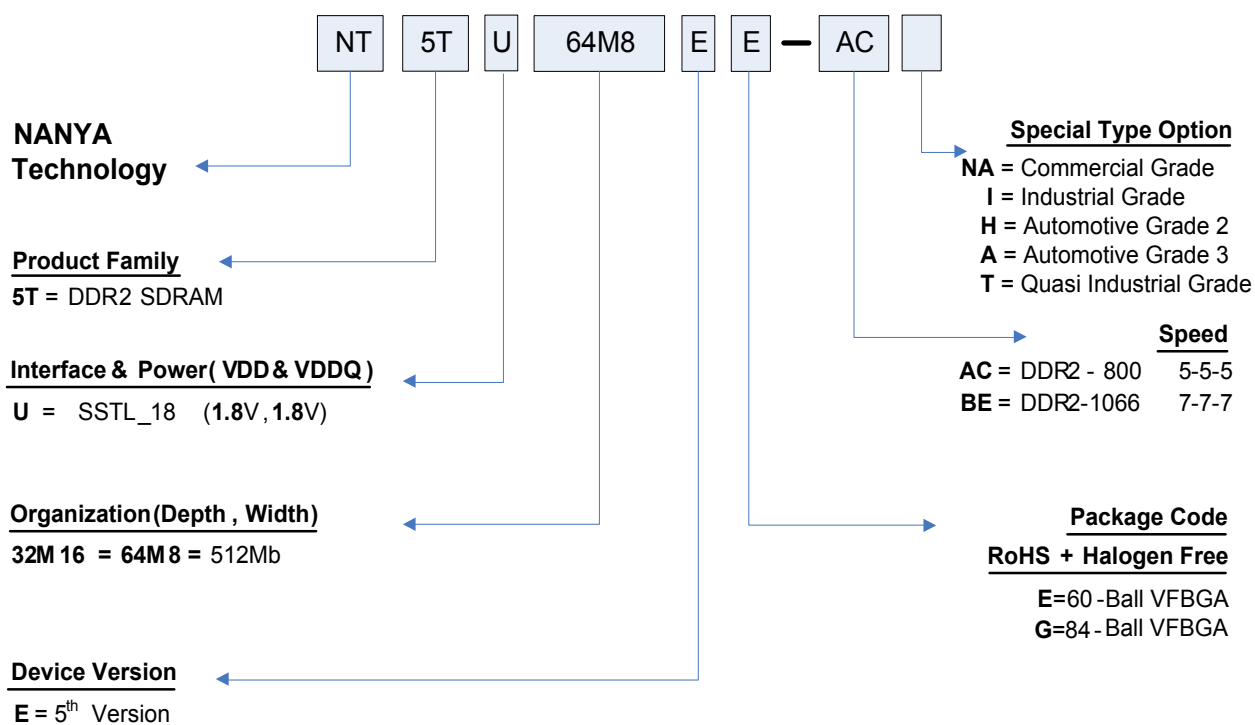 NT 5T U 64M8 E E – AC
NANYA
Technology
Product Family
5T = DDR2 SDRAM
Interface & Power( VDD & VDDQ )
U = SSTL_18 (1.8V, 1.8V)
Organization(Depth , Width)
32M 16 = 64M 8 = 512Mb
Device Version
E = 5th Version
Special Type Option
NA = Commercial Grade
I = Industrial Grade
H = Automotive Grade 2
A = Automotive Grade 3
T = Quasi Industrial Grade
Speed
AC = DDR2 - 800 5-5-5
BE = DDR2-1066 7-7-7
Package Code
RoHS + Halogen Free
E=60 -Ball VFBGA
G=84 -Ball VFBGA